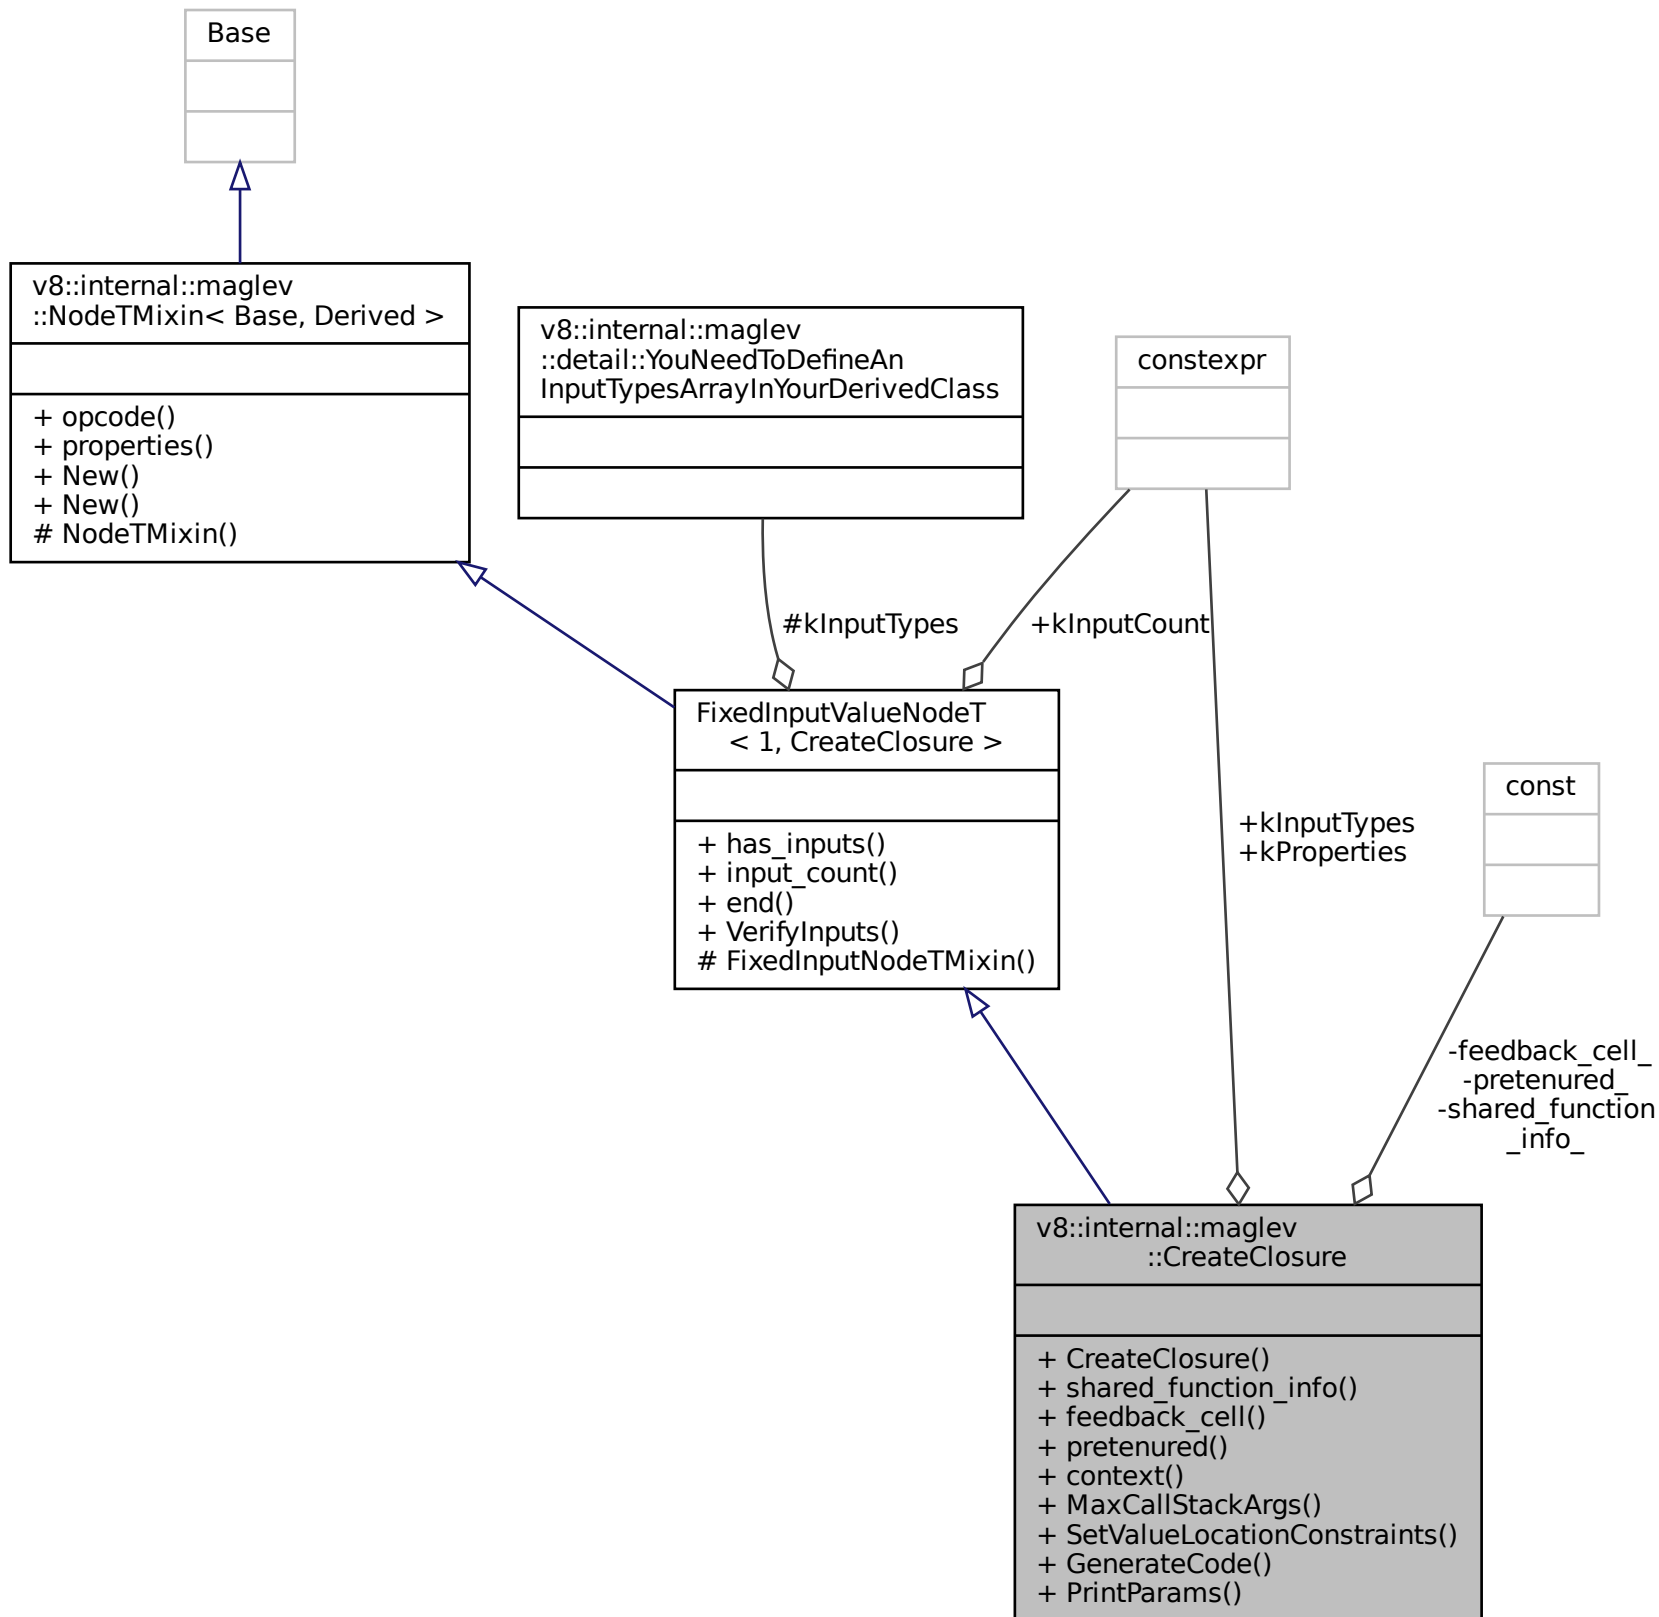 Base
v8::internal::maglev
::NodeTMixin< Base, Derived >
+ opcode()
+ properties()
+ New()
+ New()
# NodeTMixin()
v8::internal::maglev
::detail::YouNeedToDefineAn
InputTypesArrayInYourDerivedClass
constexpr
#kInputTypes
+kInputCount
FixedInputValueNodeT
< 1, CreateClosure >
+ has_inputs()
+ input_count()
+ end()
+ VerifyInputs()
# FixedInputNodeTMixin()
+kInputTypes
+kProperties
const
-feedback_cell_
-pretenured_
-shared_function
_info_
v8::internal::maglev
::CreateClosure
+ CreateClosure()
+ shared_function_info()
+ feedback_cell()
+ pretenured()
+ context()
+ MaxCallStackArgs()
+ SetValueLocationConstraints()
+ GenerateCode()
+ PrintParams()